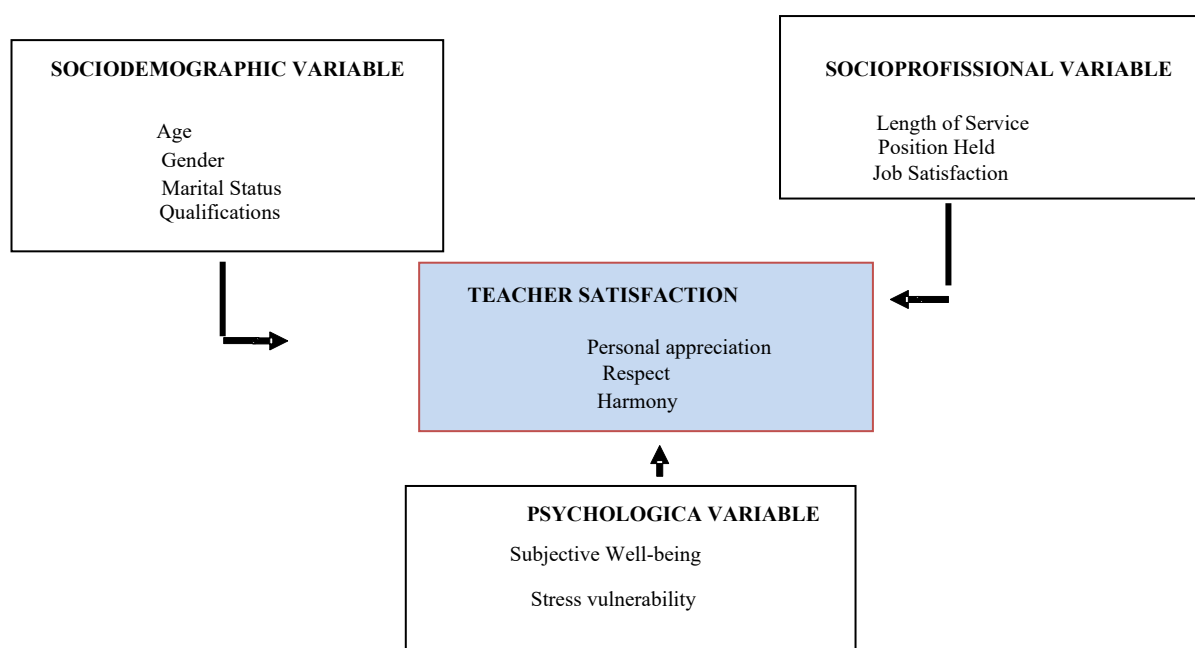 SOCIODEMOGRAPHIC VARIABLE
Age
Gender
Marital Status
Qualifications
SOCIOPROFISSIONAL VARIABLE
Length of Service
Position Held
Job Satisfaction
TEACHER SATISFACTION
Personal appreciation
Respect
Harmony
PSYCHOLOGICA VARIABLE
Subjective Well-being
Stress vulnerability